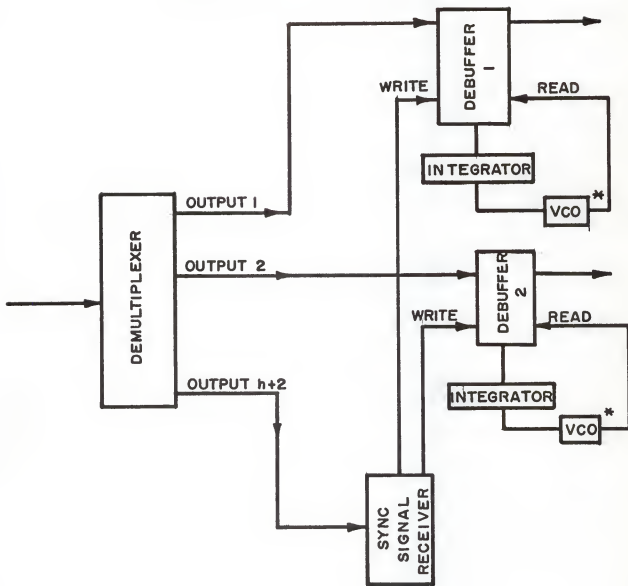 DEBUFFER
1
WRITE
READ
INTEGRATOR
VCO
*
DEMULTIPLEXER
OUTPUT 1
OUTPUT 2
OUTPUT h+2
DEBUFFER
2
WRITE
READ
INTEGRATOR
VCO
*
SYNC
SIGNAL
RECEIVER